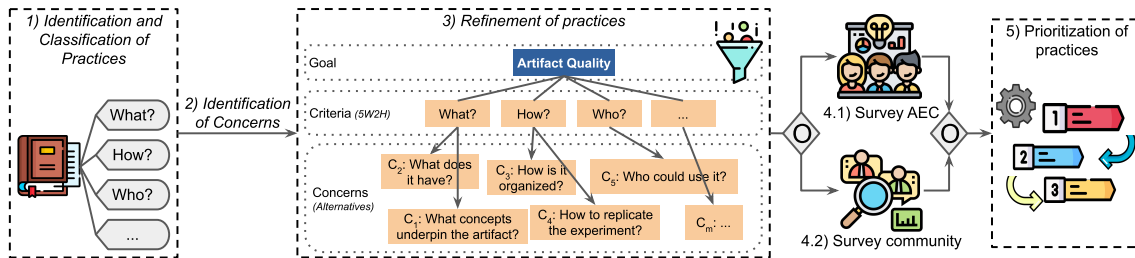 1) Identification and
Classification of
Practices
What?
How?
Who?
...
2) Identification
of Concerns
3) Refinement of practices
Goal
Artifact Quality
Criteria (5W2H)
What?
How?
Who?
...
Concerns
(Alternatives)
C2: What does
it have?
C3: How is it
organized?
C5: Who could use it?
C1: What concepts
underpin the artifact?
C4: How to replicate
the experiment?
Cm: ...
O
4.1) Survey AEC
4.2) Survey community
O
5) Prioritization of
practices
1
2
3